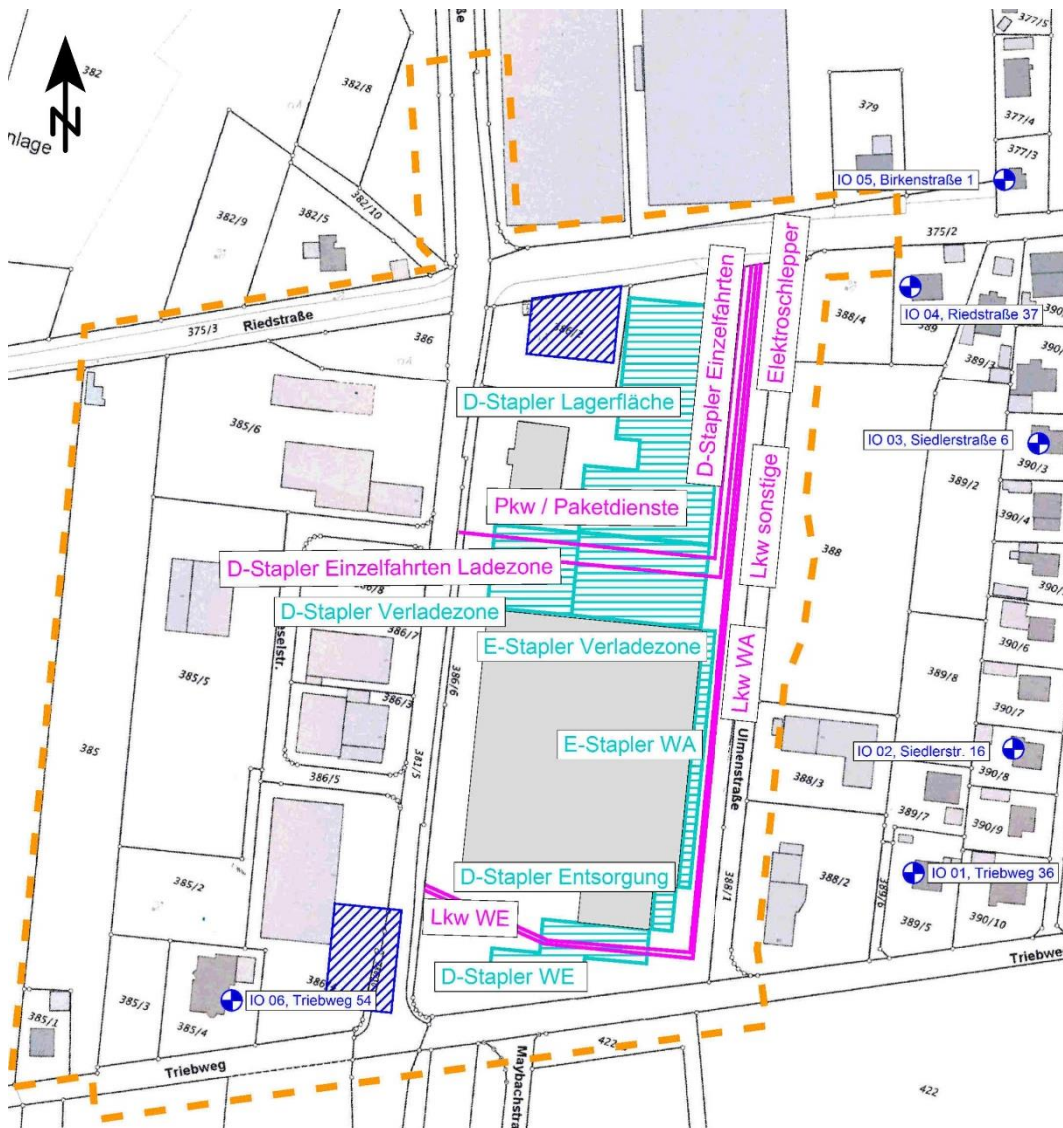 377/5
382
382/8
N
379
377/4
nlage
377/3
IO 05, Birkenstraße 1
382/10
382/9
382/5
375/2
375/3
Riedstraße
386
388/4
389
IO 04, Riedstraße 37
389/3
D-Stapler Einzelfahrten
Elektroschlepper
D-Stapler Lagerfläche
385/6
IO 03, Siedlerstraße 6
390/3
389/2
Pkw / Paketdienste
Lkw sonstige
390/4
388
D-Stapler Einzelfahrten Ladezone
386/8
D-Stapler Verladezone
386/7
E-Stapler Verladezone
390/6
Lkw WA
386/6
385/5
389/8
386/3
390/7
385
E-Stapler WA
Ulmenstraße
IO 02, Siedlerstr. 16
390/8
386/5
381/5
388/3
389/7
390/9
D-Stapler Entsorgung
IO 01, Triebweg 36
385/2
388/2
389/6
388/1
389/5
390/10
Lkw WE
D-Stapler WE
Triebwe
385/3
IO 06, Triebweg 54
385/1
385/4
Triebweg
Maybachstra
422
422